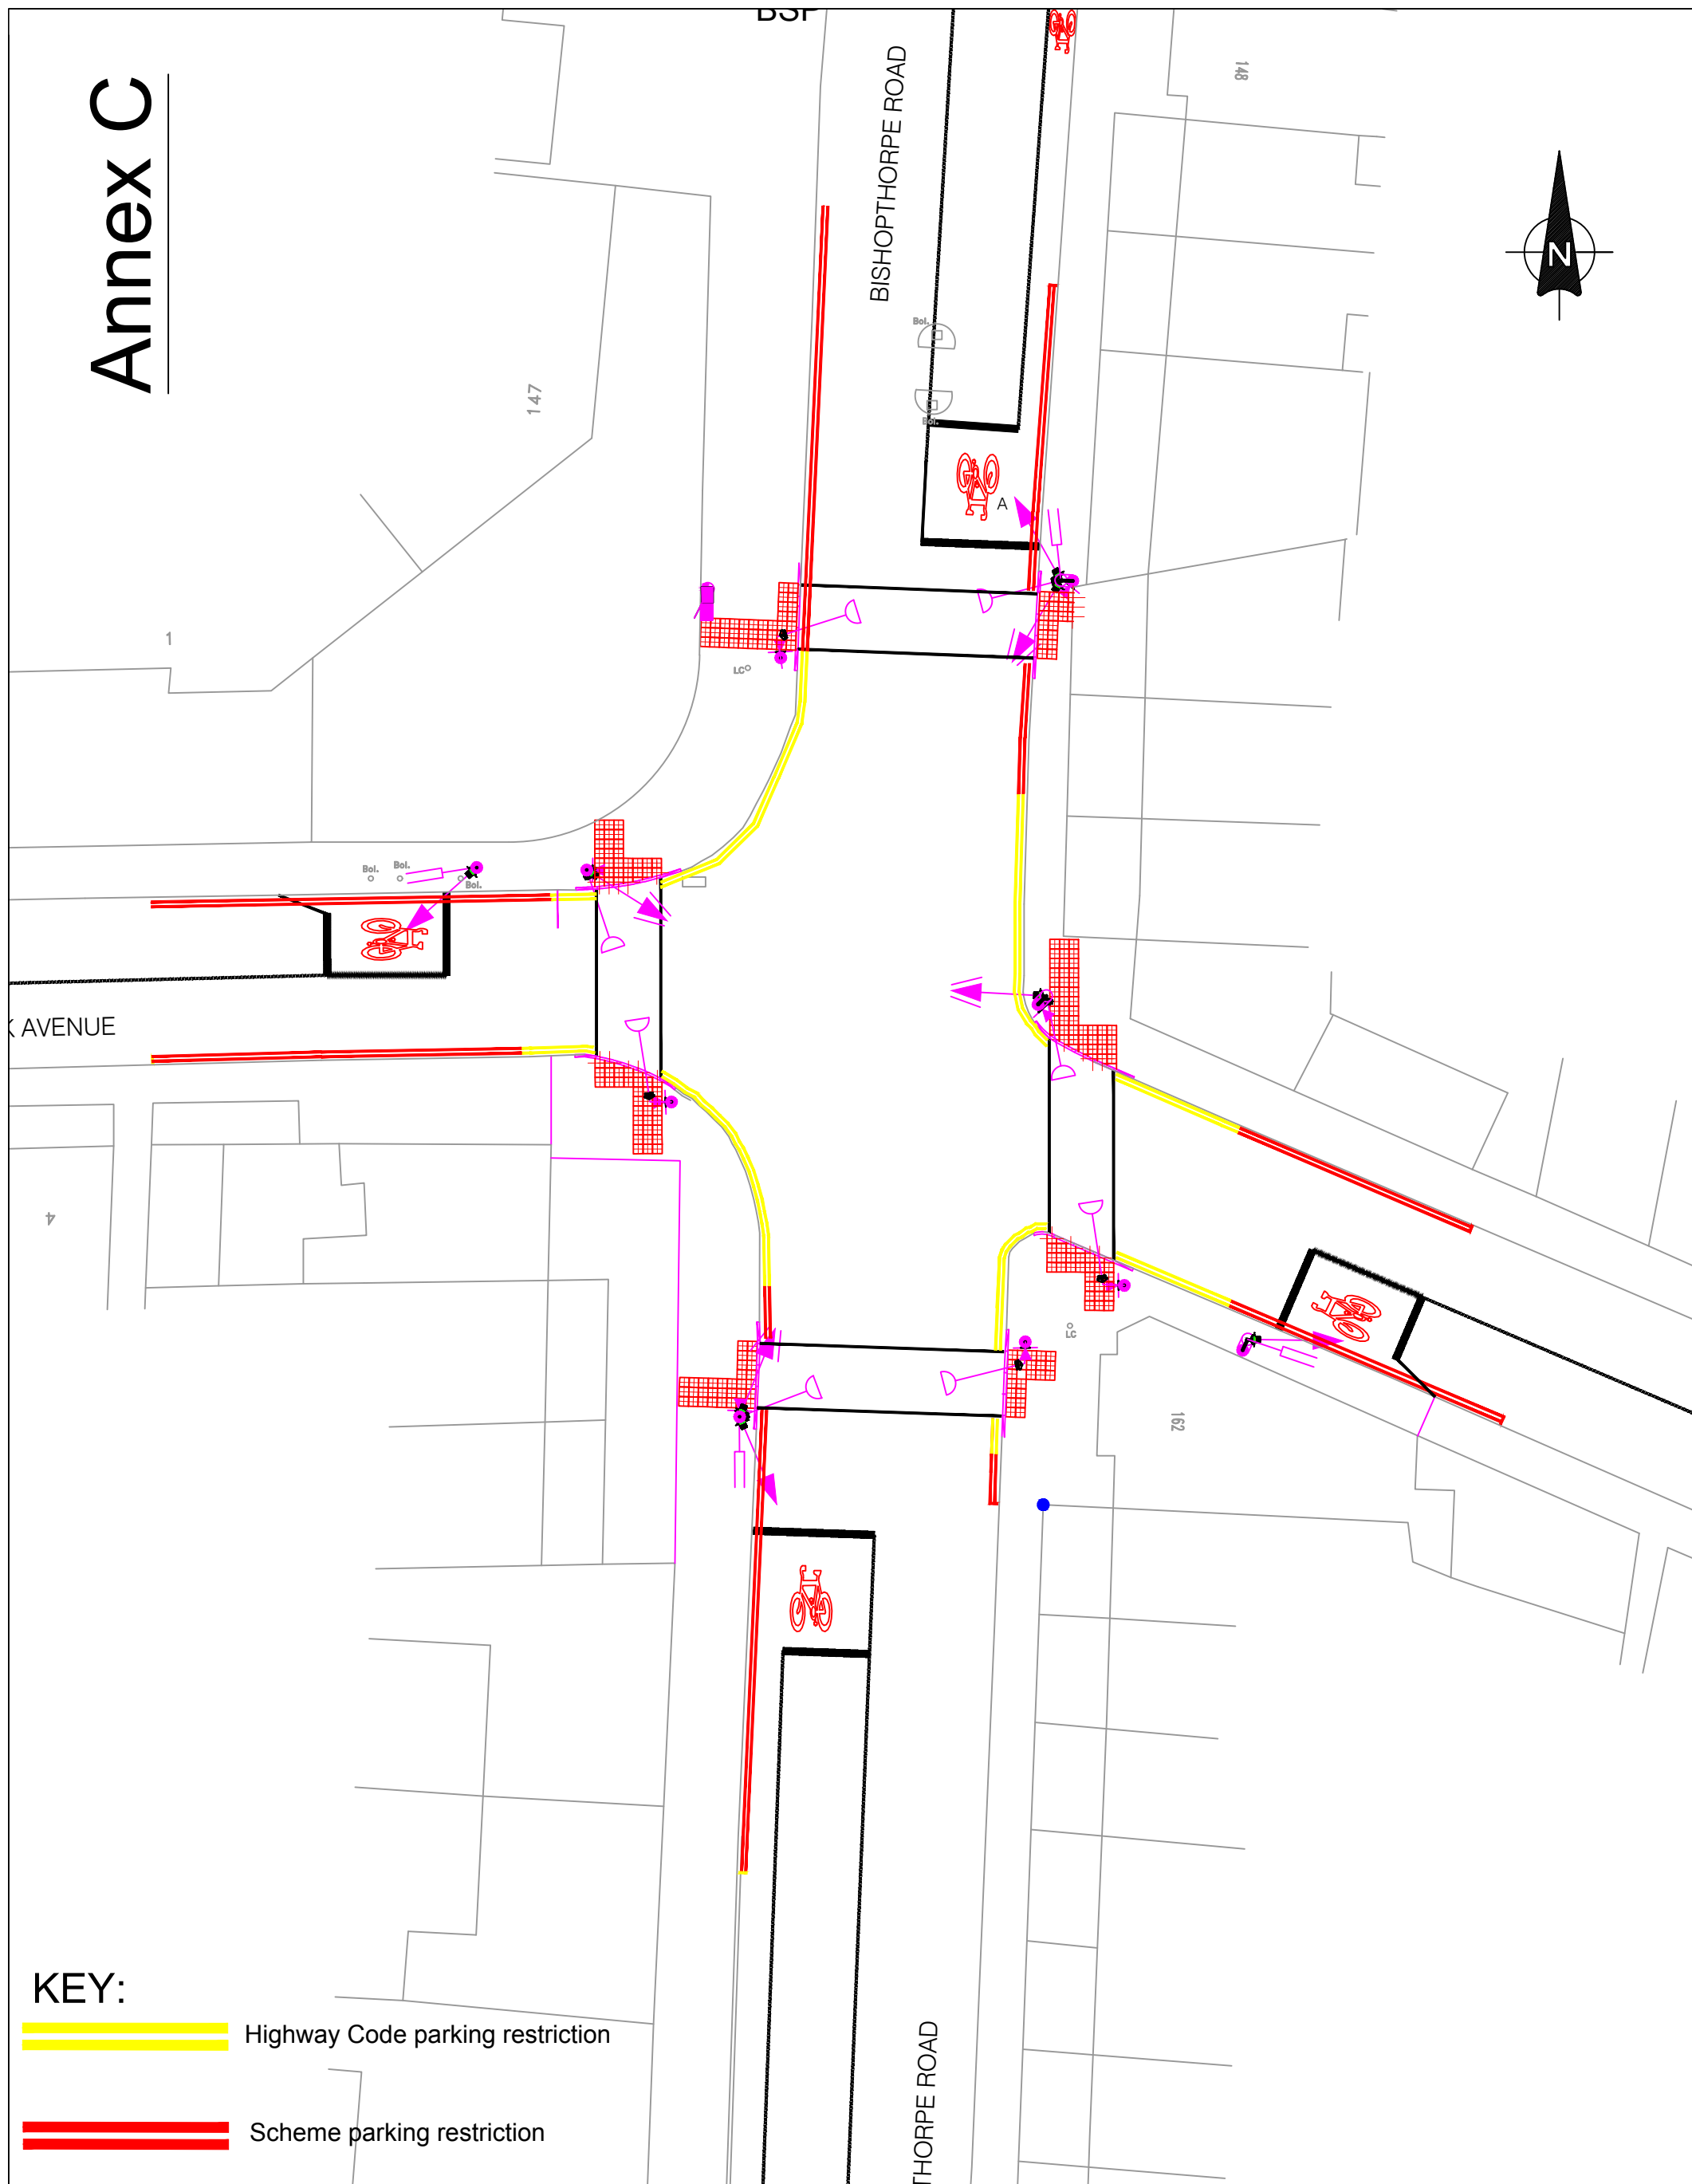 Annex C
BISHOPTHORPE ROAD
148
N
Bol.
Bol.
147
A
1
LC
Bol.
Bol.
Bol.
AVENUE
4
LC
162
THORPE ROAD
KEY:
Highway Code parking restriction
Scheme parking restriction